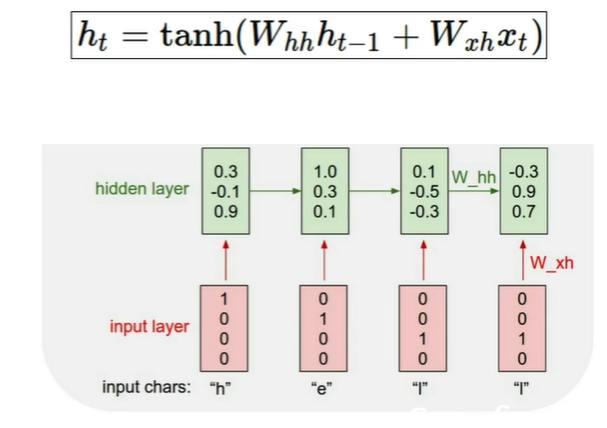 h_t = tanh(W_{hh}h_{t-1} + W_{xh}x_t)
hidden layer
0.3 1.0 0.1 W_hh -0.3
-0.1 0.3 -0.5 0.9
0.9 0.1 -0.3 0.7
W_xh
input layer
1 0 0 0
0 1 0 0
0 0 1 1
0 0 0 0
input chars: “h” “e” “l” “l”